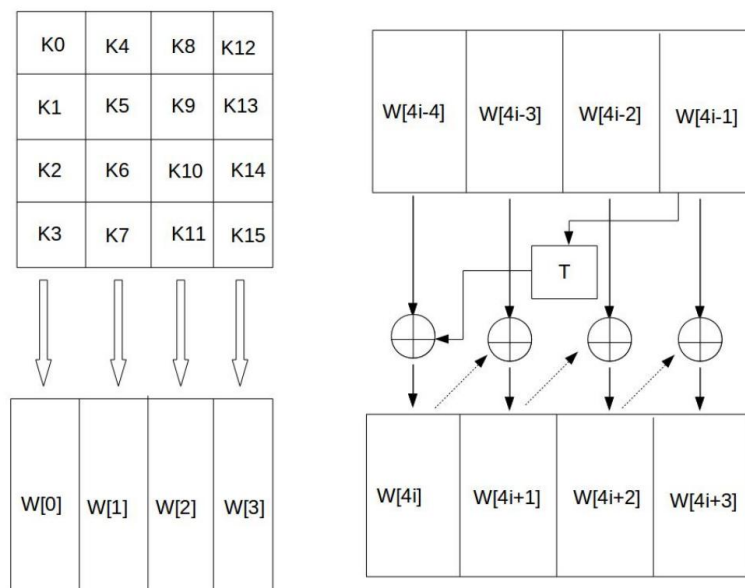 K0 K4 K8 K12
K1 K5 K9 K13
K2 K6 K10 K14
K3 K7 K11 K15
W[0] W[1] W[2] W[3]
W[4i-4] W[4i-3] W[4i-2] W[4i-1]
T
W[4i] W[4i+1] W[4i+2] W[4i+3]